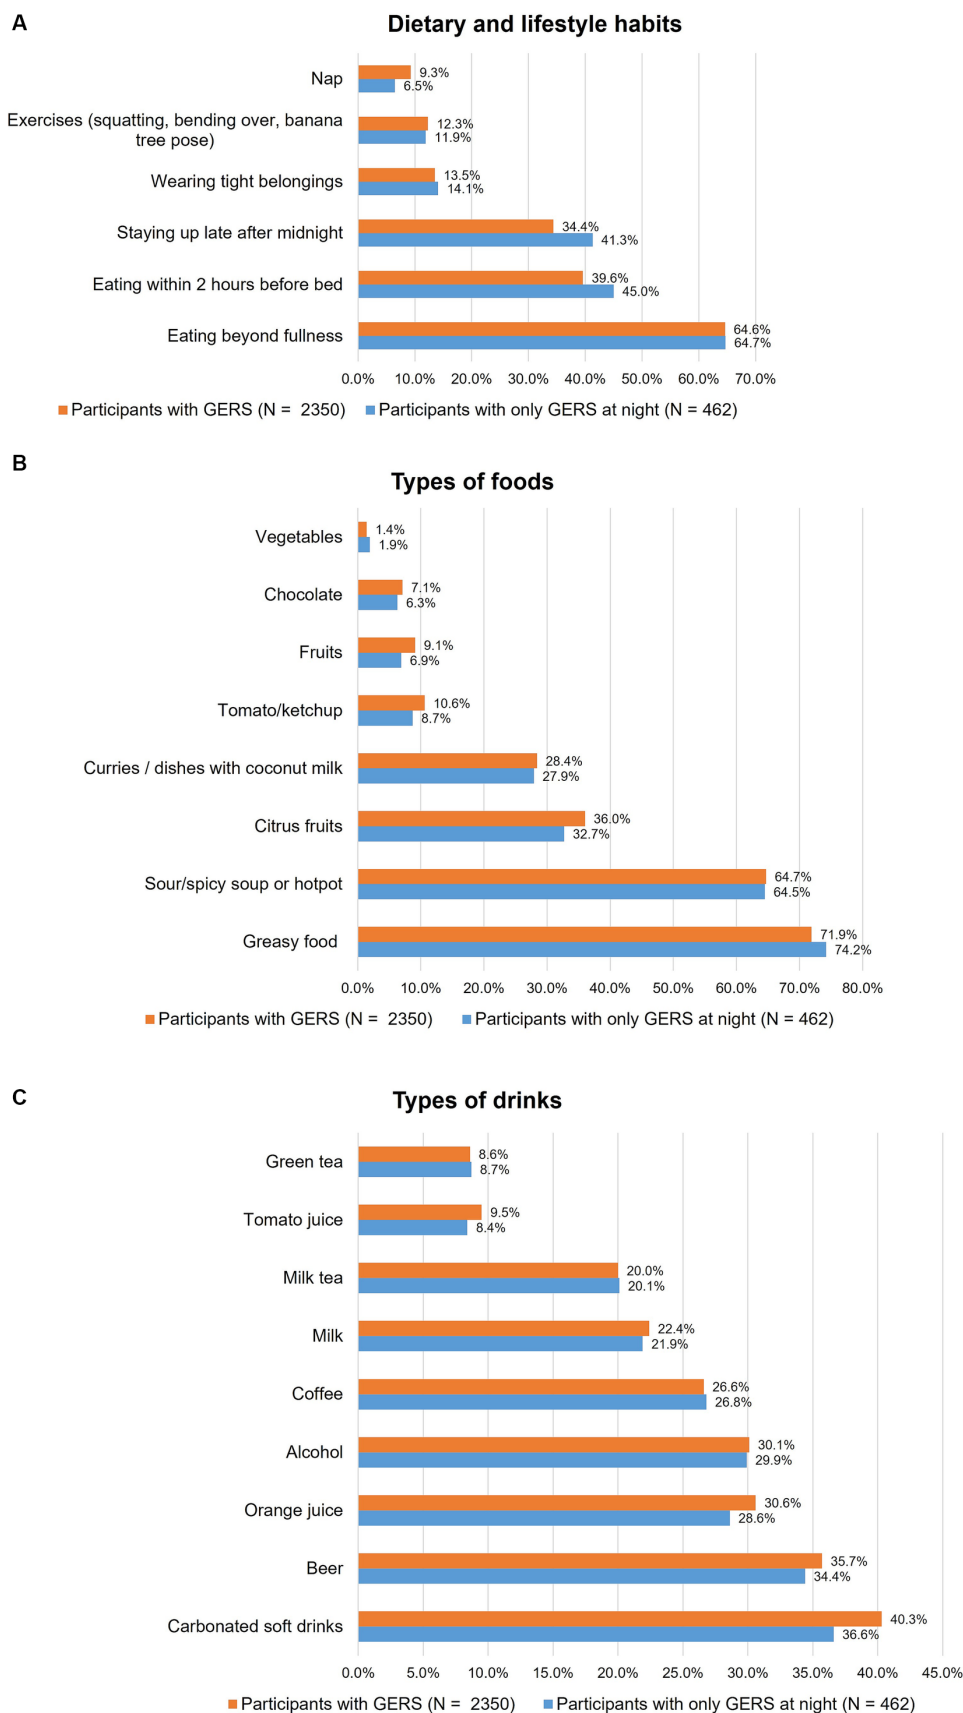 A
Dietary and lifestyle habits
Nap
9.3%
6.5%
Exercises (squatting, bending over, banana
tree pose)
12.3%
11.9%
Wearing tight belongings
13.5%
14.1%
Staying up late after midnight
34.4%
41.3%
Eating within 2 hours before bed
39.6%
45.0%
Eating beyond fullness
64.6%
64.7%
0.0% 10.0% 20.0% 30.0% 40.0% 50.0% 60.0% 70.0%
Participants with GERS (N = 2350) Participants with only GERS at night (N = 462)
B
Types of foods
Vegetables
1.4%
1.9%
Chocolate
7.1%
6.3%
Fruits
9.1%
6.9%
Tomato/ketchup
10.6%
8.7%
Curries / dishes with coconut milk
28.4%
27.9%
Citrus fruits
36.0%
32.7%
Sour/spicy soup or hotpot
64.7%
64.5%
Greasy food
71.9%
74.2%
0.0% 10.0% 20.0% 30.0% 40.0% 50.0% 60.0% 70.0% 80.0%
Participants with GERS (N = 2350) Participants with only GERS at night (N = 462)
C
Types of drinks
Green tea
8.6%
8.7%
Tomato juice
9.5%
8.4%
Milk tea
20.0%
20.1%
Milk
22.4%
21.9%
Coffee
26.6%
26.8%
Alcohol
30.1%
29.9%
Orange juice
30.6%
28.6%
Beer
35.7%
34.4%
Carbonated soft drinks
40.3%
36.6%
0.0% 5.0% 10.0% 15.0% 20.0% 25.0% 30.0% 35.0% 40.0% 45.0%
Participants with GERS (N = 2350) Participants with only GERS at night (N = 462)